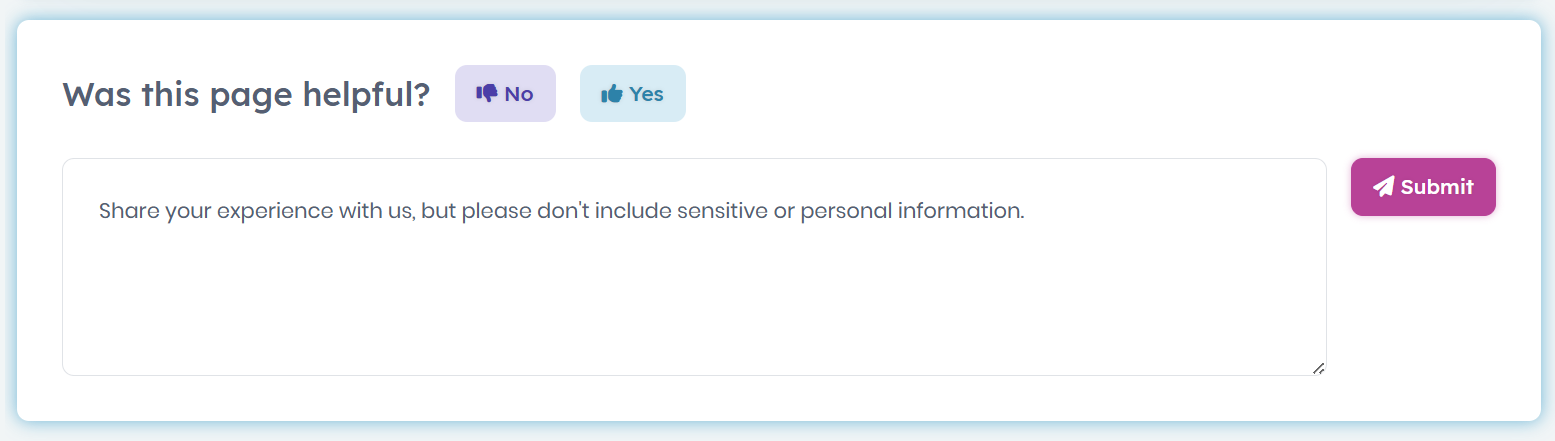 Was this page helpful? No Yes
Share your experience with us, but please don't include sensitive or personal information.
Submit